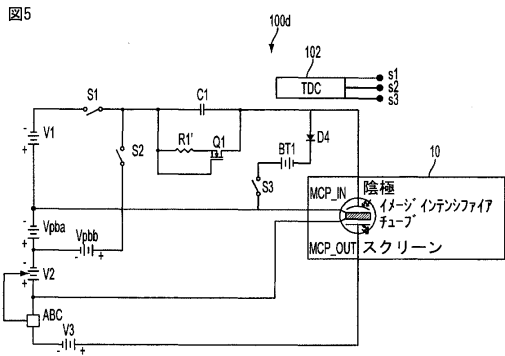 図5
100d
102
TDC
s1
s2
s3
S1
C1
V1
R1'
Q1
D4
BT1
S2
S3
10
MCP_IN
陰極
イメージインテンシファイア
チューブ
MCP_OUT
スクリーン
Vpba
Vpbb
V2
ABC
V3